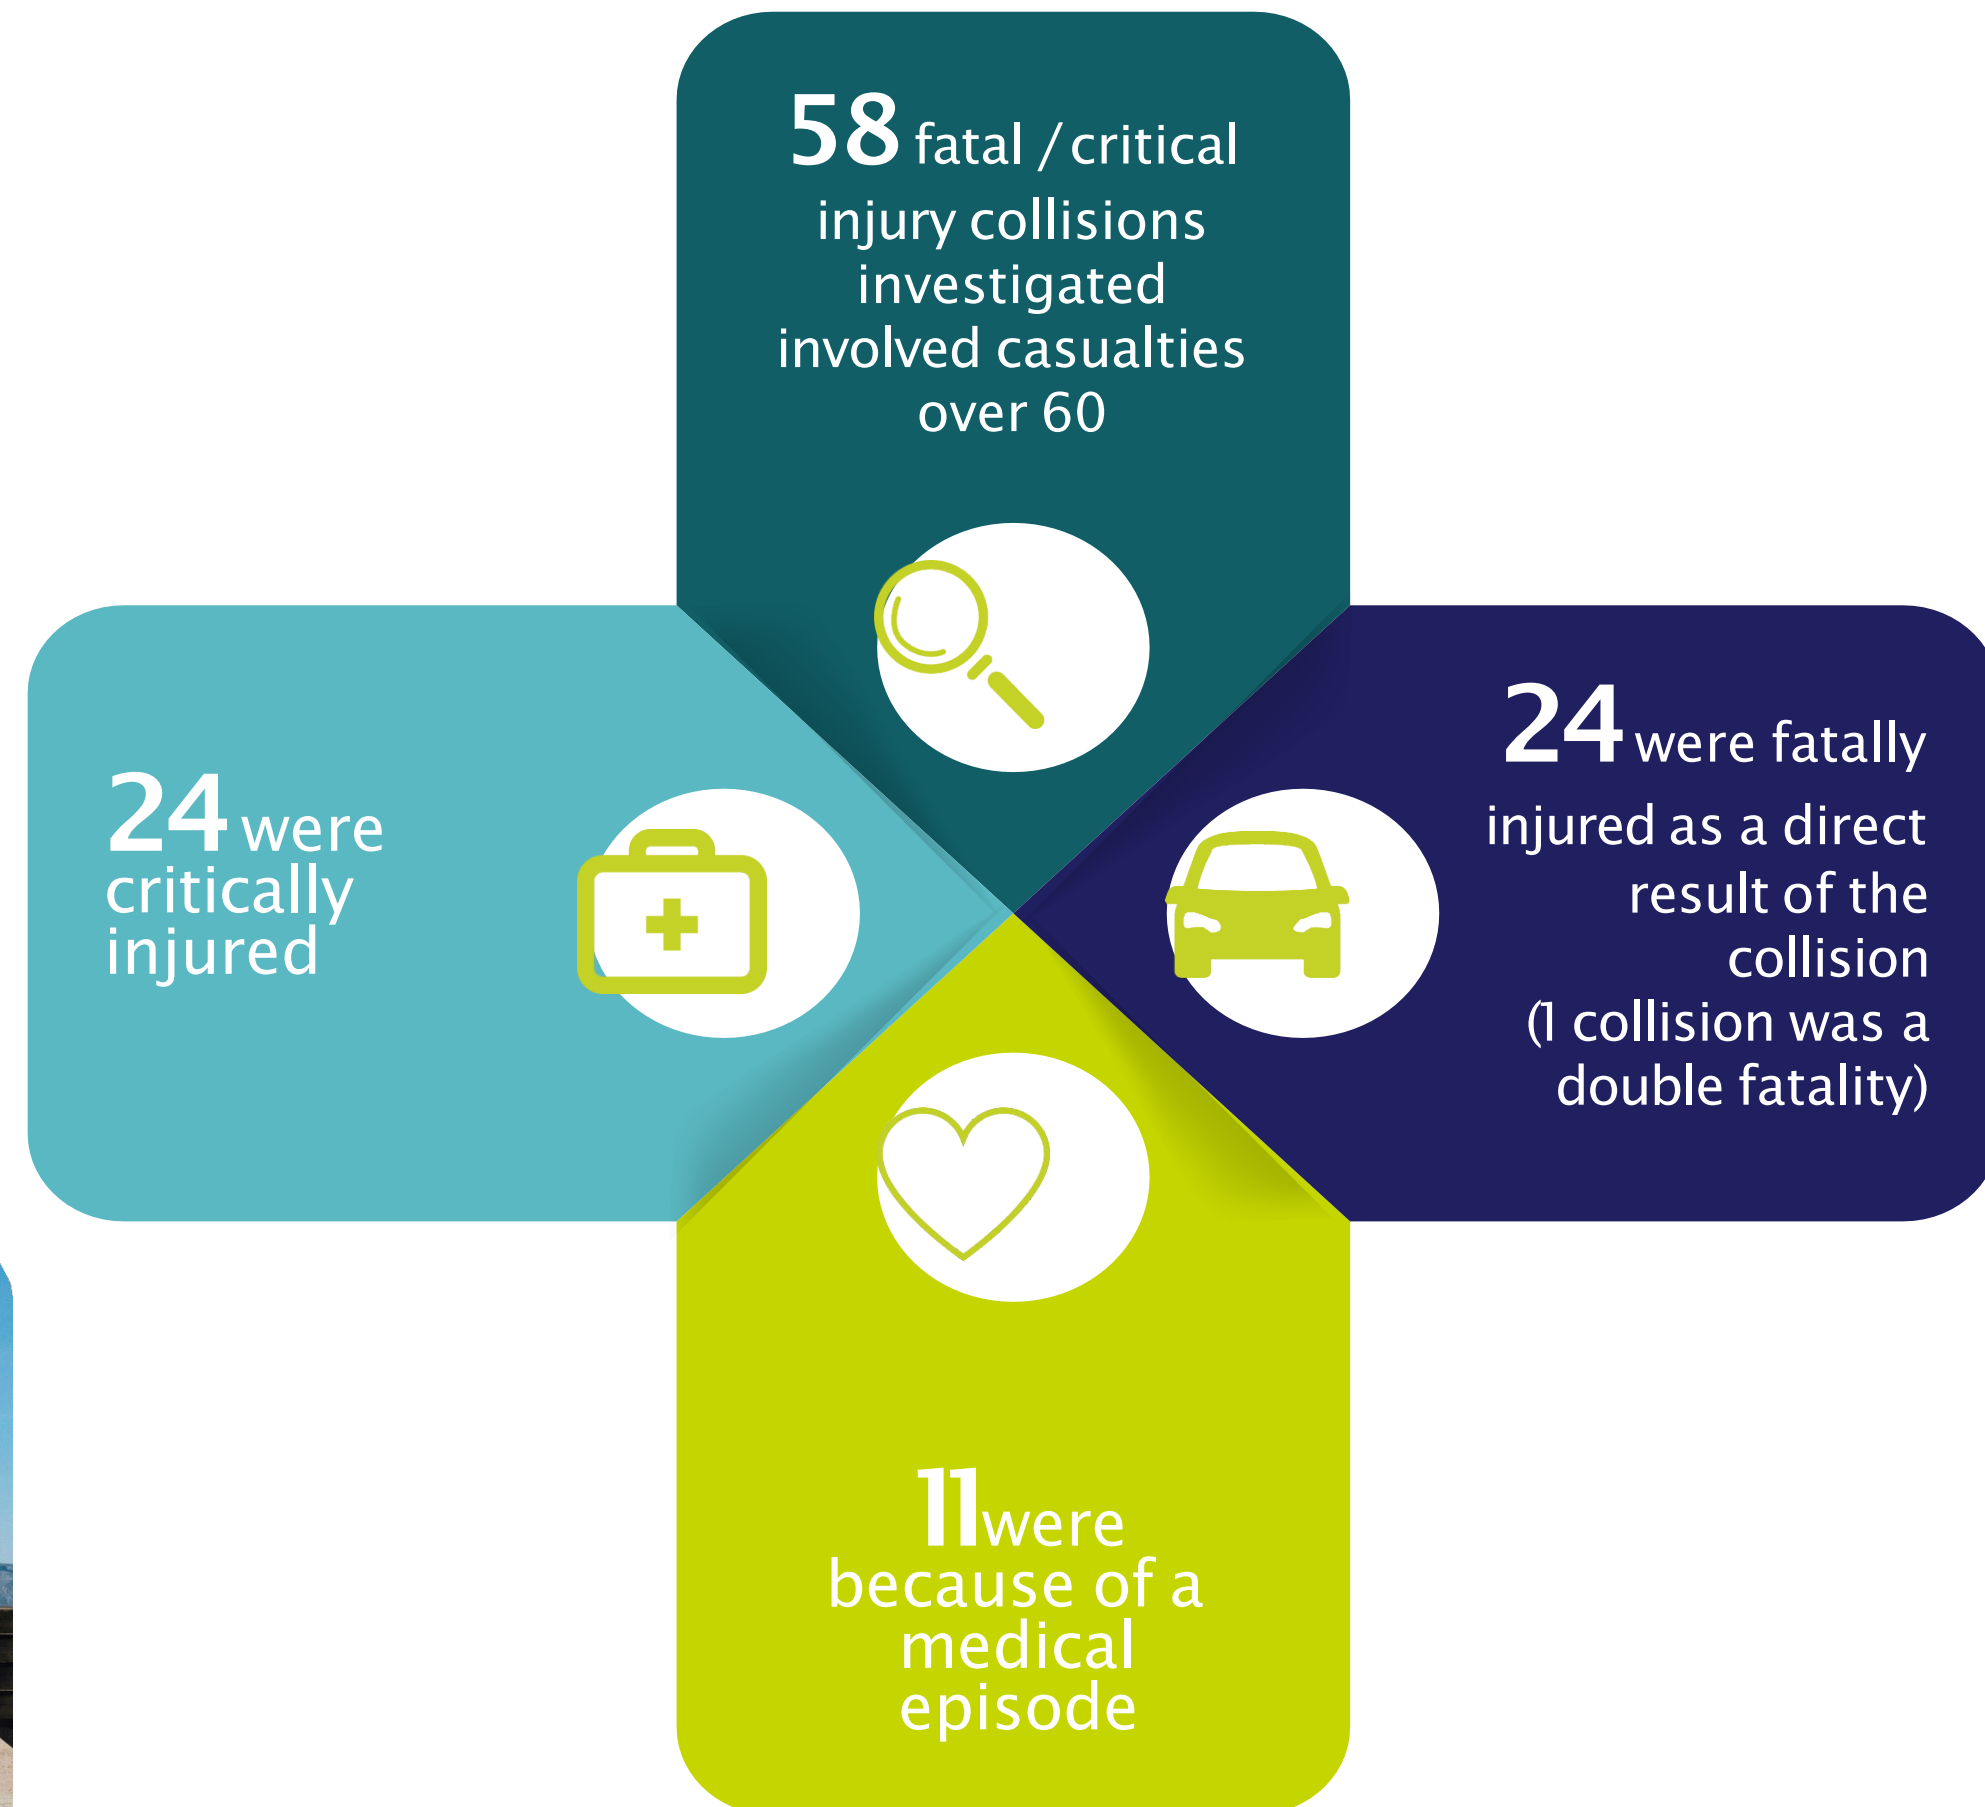 58 fatal / critical
injury collisions
investigated
involved casualties
over 60
24 were
critically
injured
24 were fatally
injured as a direct
result of the
collision
(1 collision was a
double fatality)
11 were
because of a
medical
episode